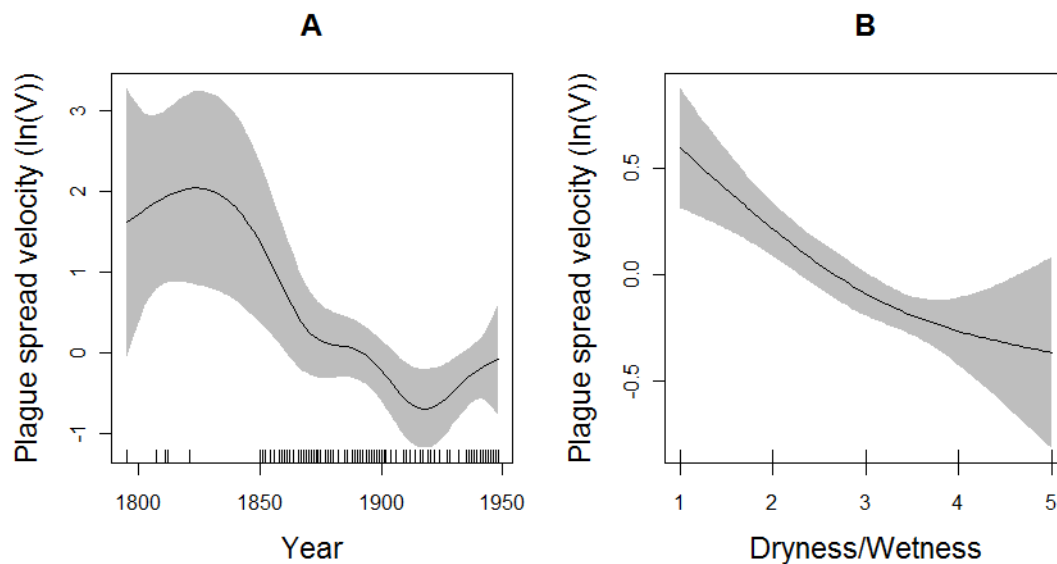 A
Plague spread velocity (ln(V))
3
2
1
0
-1
1800 1850 1900 1950
Year
B
Plague spread velocity (ln(V))
0.5
0.0
-0.5
1 2 3 4 5
Dryness/Wetness